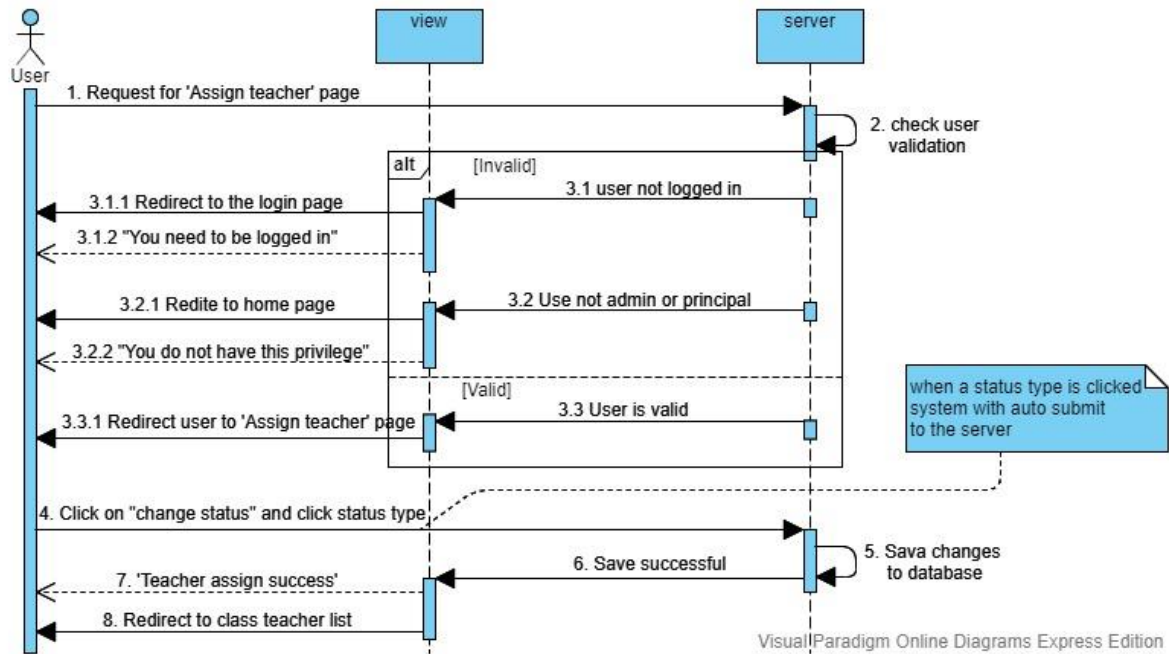 view
server
User
1. Request for 'Assign teacher' page
2. check user
validation
alt
[Invalid]
3.1 user not logged in
3.1.1 Redirect to the login page
3.1.2 "You need to be logged in"
3.2 Use not admin or principal
3.2.1 Redite to home page
3.2.2 "You do not have this privilege"
[Valid]
3.3 User is valid
3.3.1 Redirect user to 'Assign teacher' page
when a status type is clicked
system with auto submit
to the server
4. Click on "change status" and click status type
5. Sava changes
to database
6. Save successful
7. 'Teacher assign success'
8. Redirect to class teacher list
Visual Paradigm Online Diagrams Express Edition